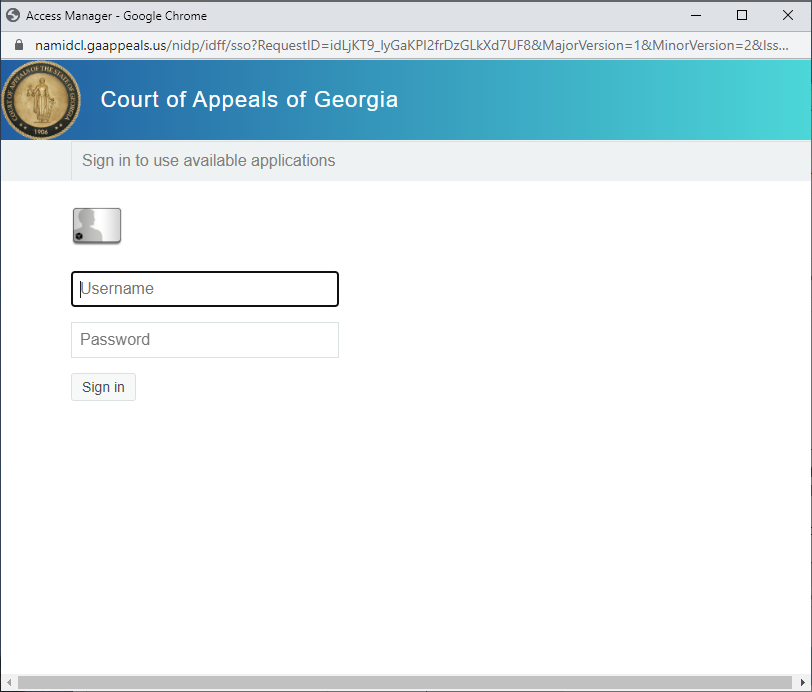 Access Manager - Google Chrome
namidcl.gaappeals.us/nidp/idff/sso?RequestID=idLjKT9_lyGaKPI2frDzGLkXd7UF8&MajorVersion=1&MinorVersion=2&Iss...
COURT OF APPEALS OF THE STATE OF GEORGIA
1906
Court of Appeals of Georgia
Sign in to use available applications
Username
Password
Sign in